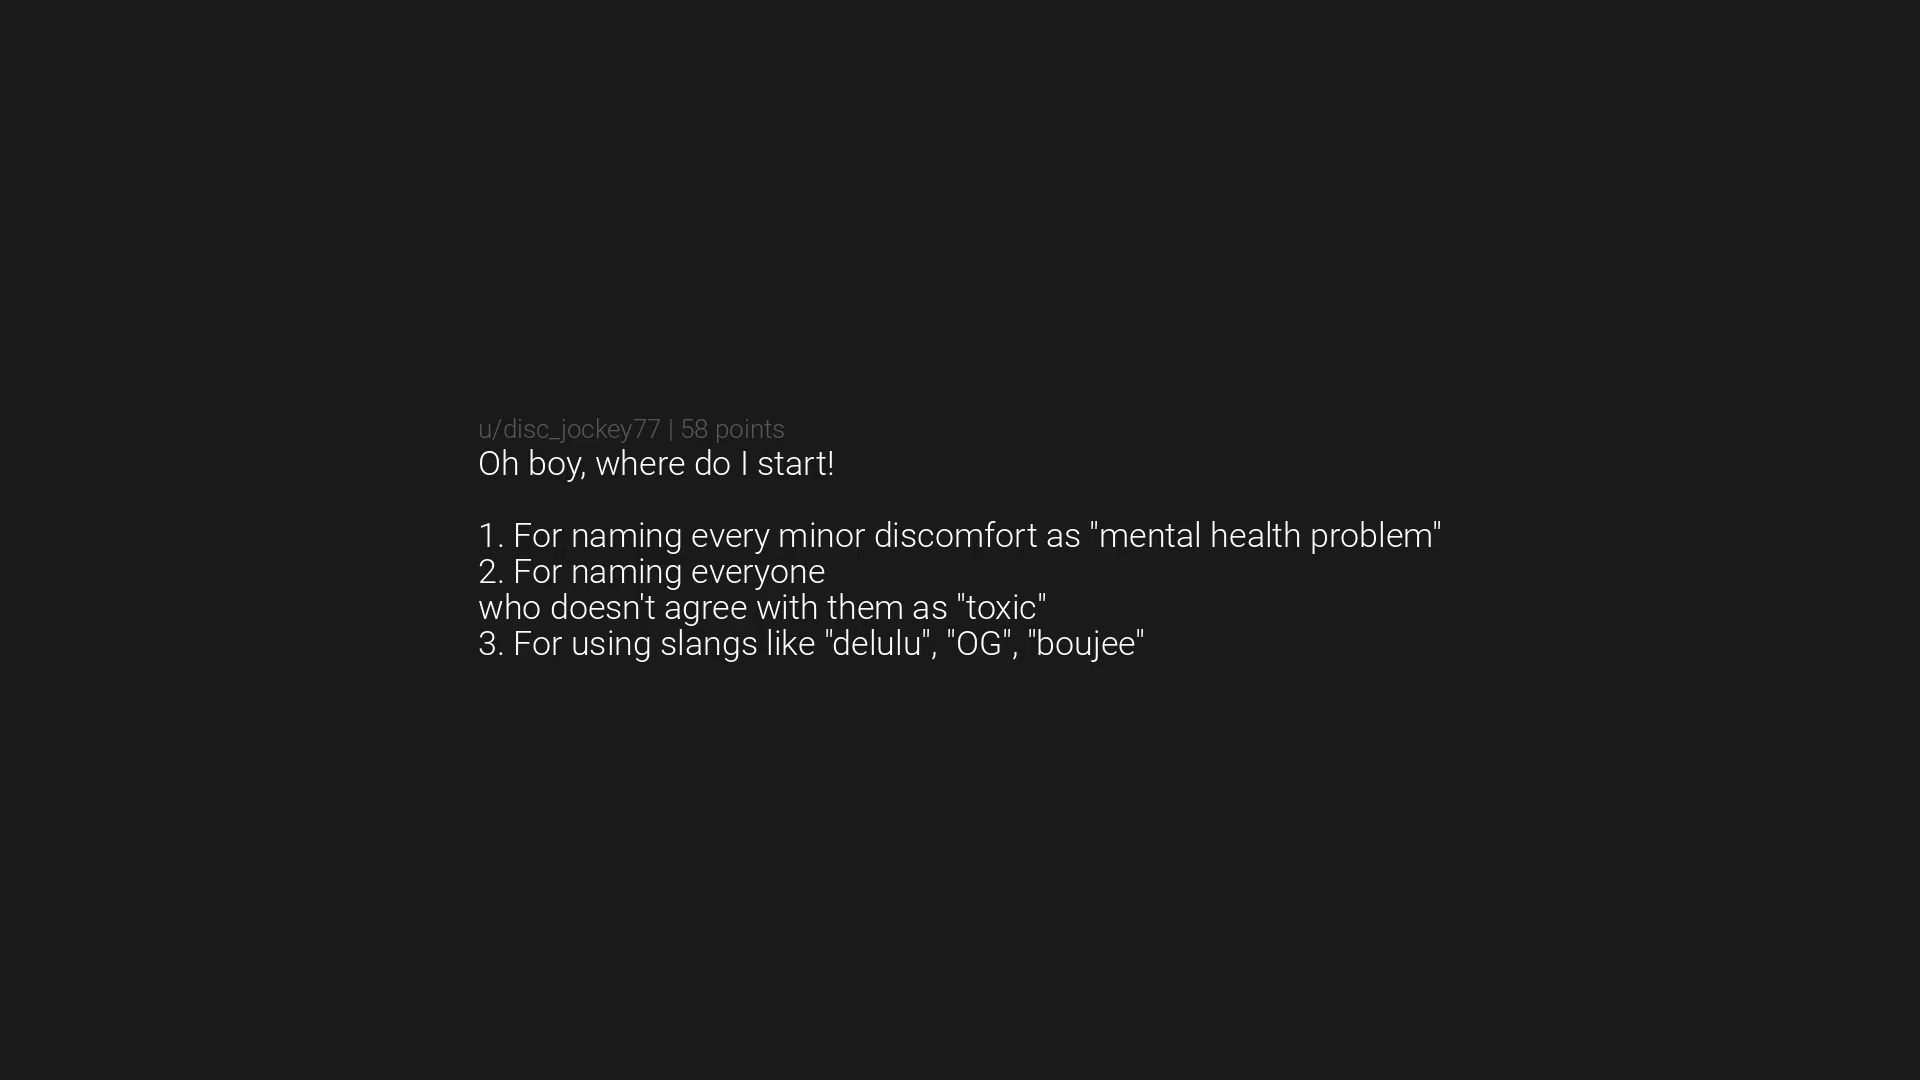 u/disc_jockey77 | 58 points
Oh boy, where do I start!
1. For naming every minor discomfort as "mental health problem"
2. For naming everyone
who doesn't agree with them as "toxic"
3. For using slangs like "delulu", "OG", "boujee"